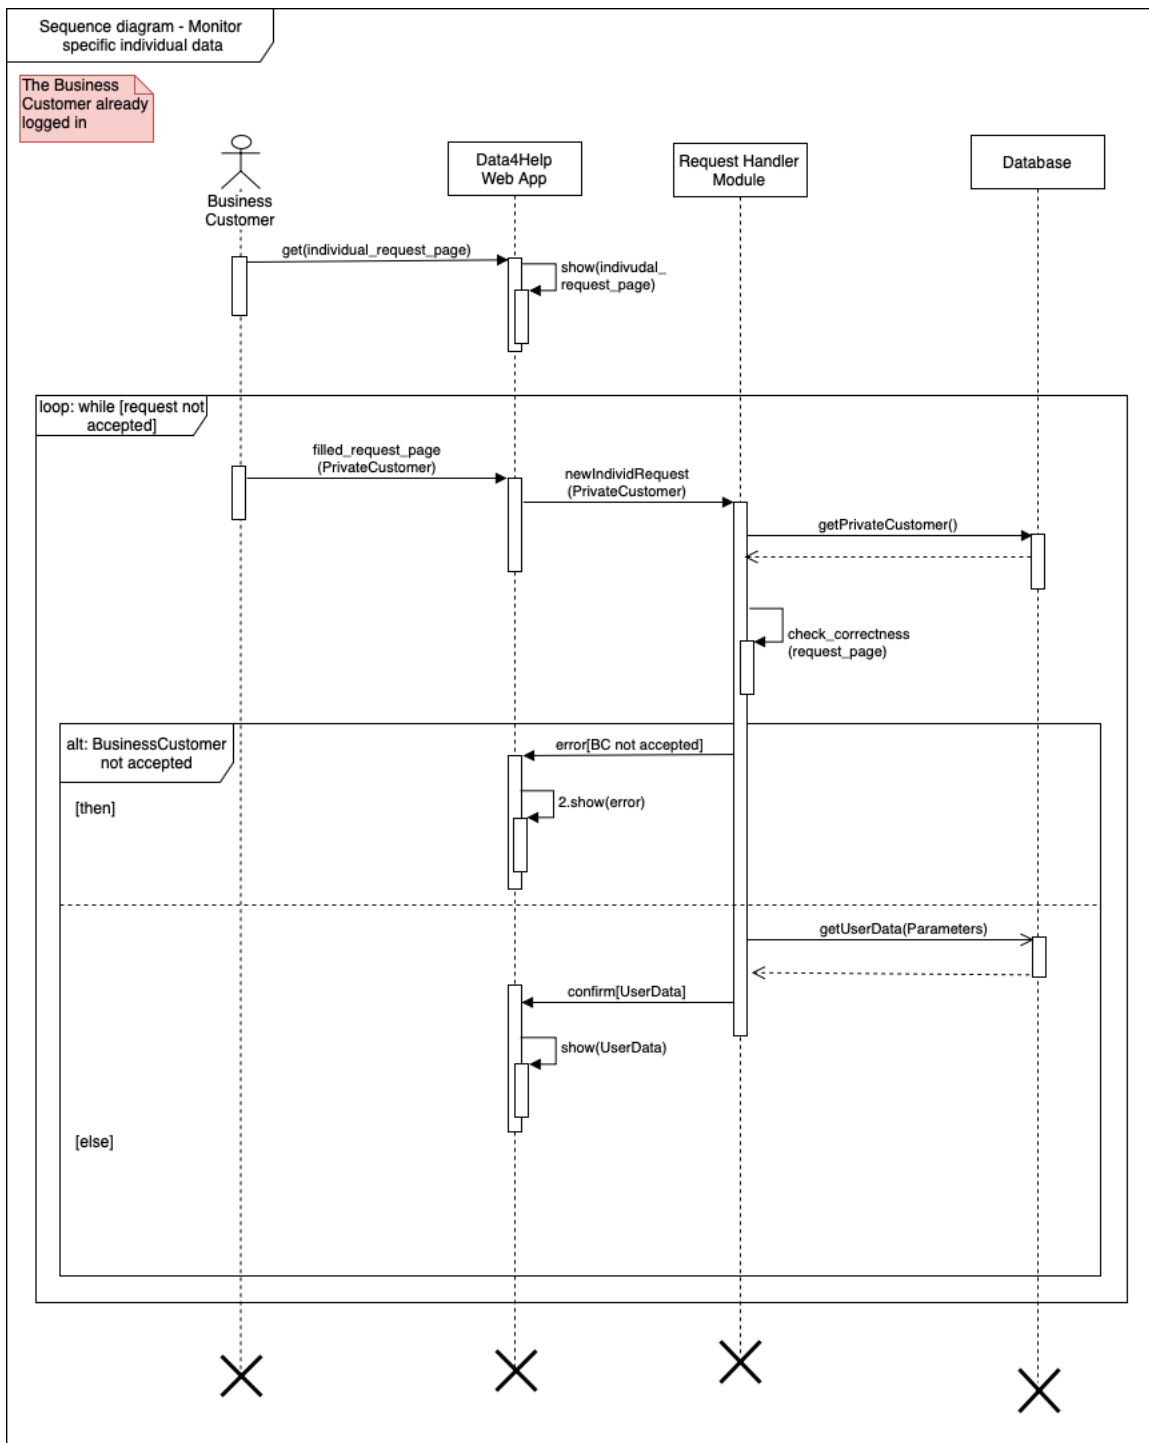 Sequence diagram - Monitor
specific individual data
The Business
Customer already
logged in
Business
Customer
Data4Help
Web App
Request Handler
Module
Database
get(individual_request_page)
show(indivudal_
request_page)
loop: while [request not
accepted]
filled_request_page
(PrivateCustomer)
newIndividRequest
(PrivateCustomer)
getPrivateCustomer()
check_correctness
(request_page)
alt: BusinessCustomer
not accepted
error[BC not accepted]
[then]
2.show(error)
getUserData(Parameters)
confirm[UserData]
show(UserData)
[else]